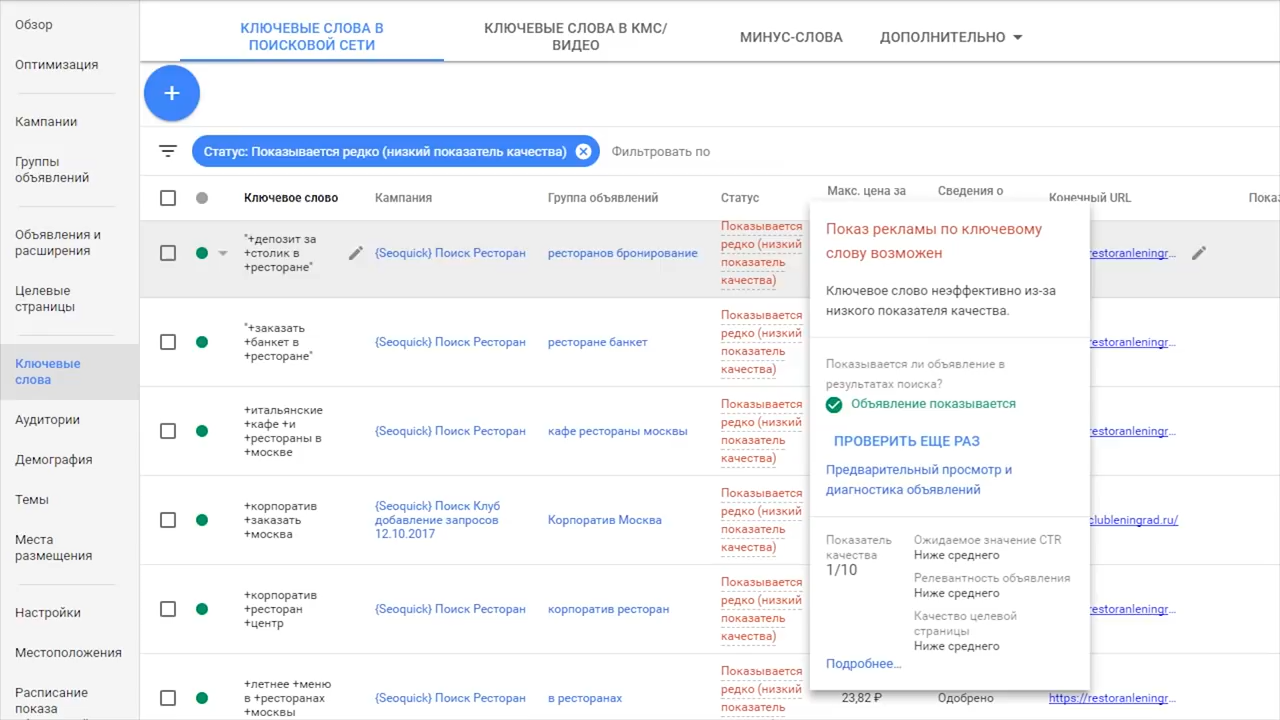 Обзор
Оптимизация
Кампании
Группы
объявлений
Объявления и
расширения
Целевые
страницы
Ключевые
слова
Аудитории
Демография
Темы
Места
размещения
Настройки
Местоположения
Расписание
показа
КЛЮЧЕВЫЕ СЛОВА В
ПОИСКОВОЙ СЕТИ
КЛЮЧЕВЫЕ СЛОВА В КМС/
ВИДЕО
МИНУС-СЛОВА
ДОПОЛНИТЕЛЬНО
+
Статус: Показывается редко (низкий показатель качества)
Фильтровать по
Ключевое слово
Кампания
Группа объявлений
Статус
Макс. цена за
Сведения о
Конечный URL
"+депозит за
+столик в
+ресторане"
{Seoquick} Поиск Ресторан
ресторанов бронирование
Показывается
редко (низкий
показатель
качества)
restoranleningr...
"+заказать
+банкет в
+ресторане"
{Seoquick} Поиск Ресторан
ресторане банкет
Показывается
редко (низкий
показатель
качества)
restoranleningr...
+итальянские
+кафе +и
+рестораны в
+москве
{Seoquick} Поиск Ресторан
кафе рестораны москвы
Показывается
редко (низкий
показатель
качества)
restoranleningr...
+корпоратив
+заказать
+москва
{Seoquick} Поиск Клуб
добавление запросов
12.10.2017
Корпоратив Москва
Показывается
редко (низкий
показатель
качества)
clubleningrad.ru/
+корпоратив
+ресторан
+центр
{Seoquick} Поиск Ресторан
корпоратив ресторан
Показывается
редко (низкий
показатель
качества)
restoranleningr...
+летнее +меню
в +ресторанах
+москвы
{Seoquick} Поиск Ресторан
в ресторанах
Показывается
редко (низкий
показатель
23,82 ₽
Одобрено
https://restoranleningr...
Показ рекламы по ключевому
слову возможен
Ключевое слово неэффективно из-за
низкого показателя качества.
Показывается ли объявление в
результатах поиска?
Объявление показывается
ПРОВЕРИТЬ ЕЩЕ РАЗ
Предварительный просмотр и
диагностика объявлений
Показатель
качества
1/10
Ожидаемое значение CTR
Ниже среднего
Релевантность объявления
Ниже среднего
Качество целевой
страницы
Ниже среднего
Подробнее...